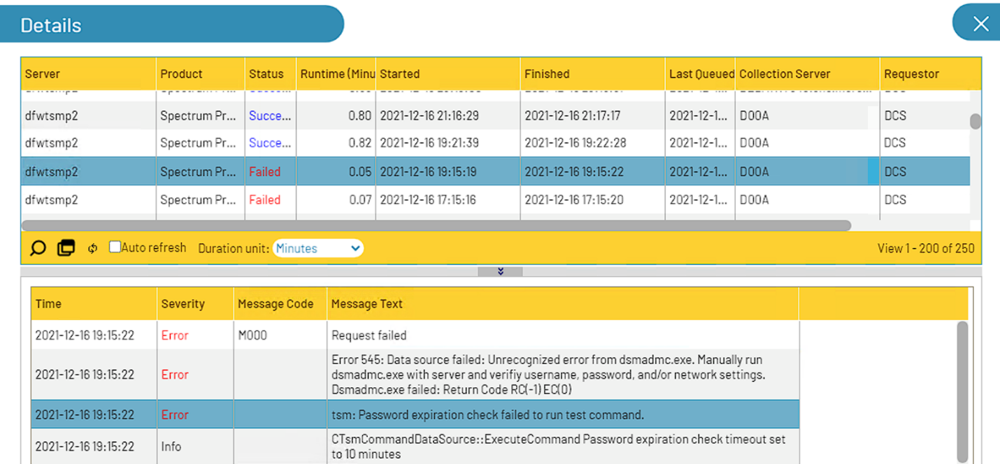 Details
Server Product Status Runtime (Minu Started Finished Last Queued Collection Server Requestor
dfwtsmp2 Spectrum Pr... Succe... 0.80 2021-12-16 21:16:29 2021-12-16 21:17:17 2021-12-1... D00A DCS
dfwtsmp2 Spectrum Pr... Succe... 0.82 2021-12-16 19:21:39 2021-12-16 19:22:28 2021-12-1... D00A DCS
dfwtsmp2 Spectrum Pr... Failed 0.05 2021-12-16 19:15:19 2021-12-16 19:15:22 2021-12-1... D00A DCS
dfwtsmp2 Spectrum Pr... Failed 0.07 2021-12-16 17:15:16 2021-12-16 17:15:20 2021-12-1... D00A DCS
Auto refresh Duration unit: Minutes View 1 - 200 of 250
Time Severity Message Code Message Text
2021-12-16 19:15:22 Error M000 Request failed
2021-12-16 19:15:22 Error Error 545: Data source failed: Unrecognized error from dsmadmc.exe. Manually run
dsmadmc.exe with server and verifiy username, password, and/or network settings.
Dsmadmc.exe failed: Return Code RC(-1) EC(0)
2021-12-16 19:15:22 Error tsm: Password expiration check failed to run test command.
2021-12-16 19:15:22 Info CTsmCommandDataSource::ExecuteCommand Password expiration check timeout set
to 10 minutes